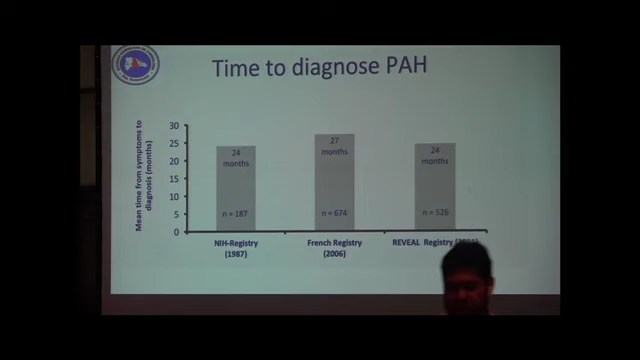 Time to diagnose PAH
Mean time from symptoms to
diagnosis (months)
30
25
20
15
10
5
0
24
months
n = 187
27
months
n = 674
24
months
n = 526
NIH-Registry
(1987)
French Registry
(2006)
REVEAL Registry